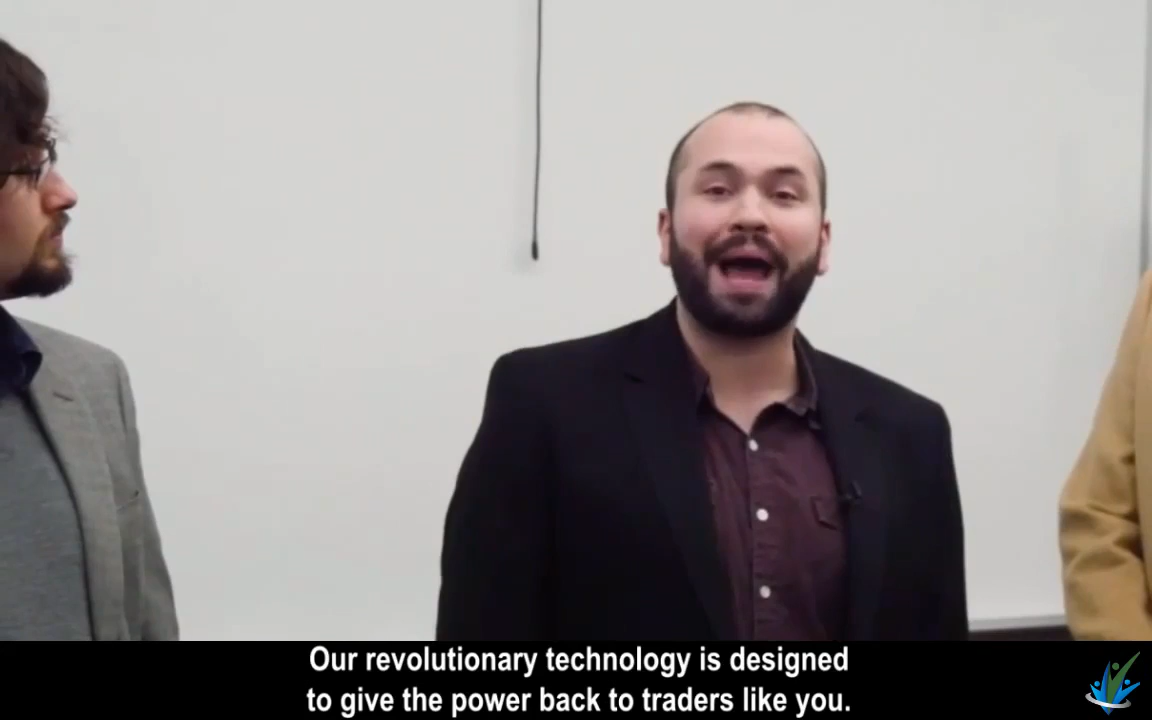 Our revolutionary technology is designed
to give the power back to traders like you.